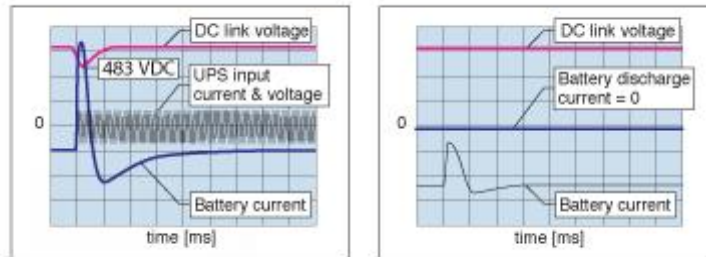 DC link voltage
483 VDC
UPS input
current & voltage
0
Battery current
time [ms]
DC link voltage
Battery discharge
current = 0
0
Battery current
time [ms]